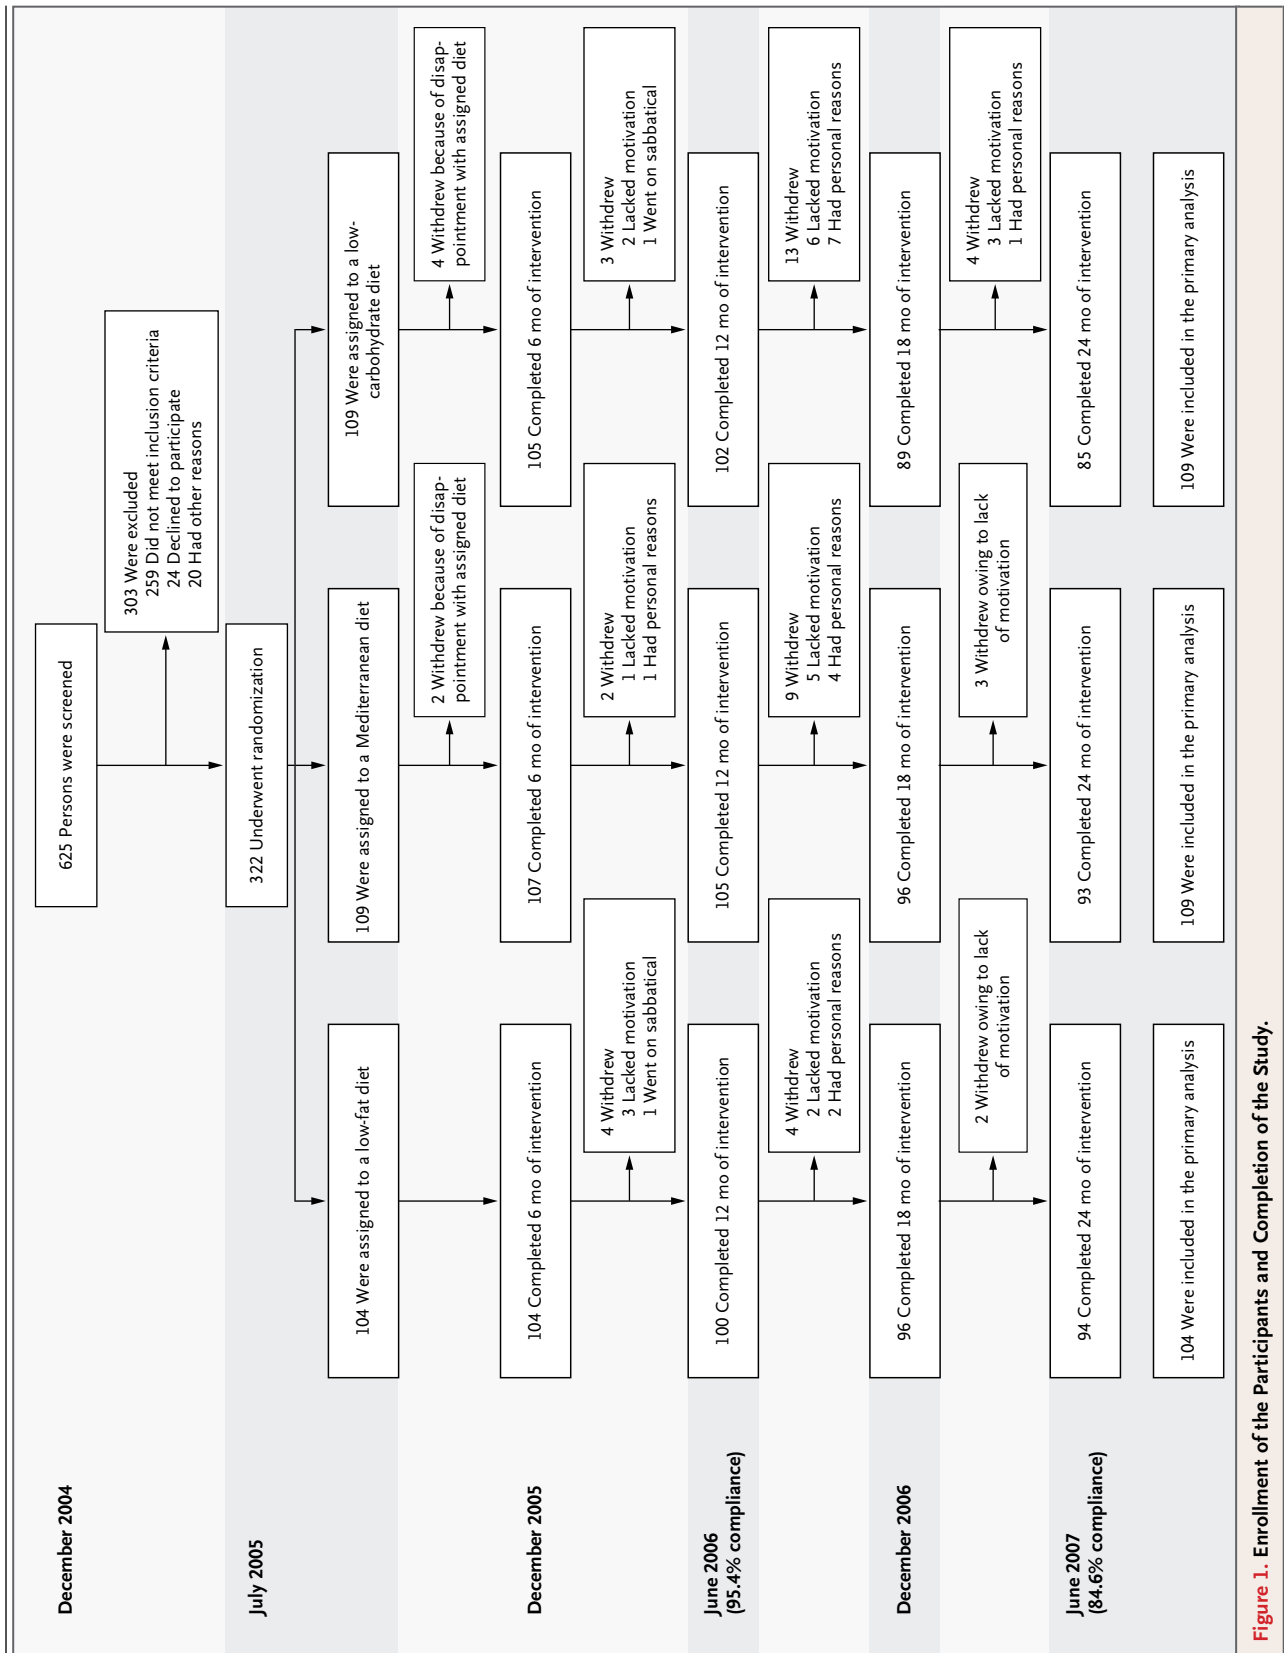 December 2004
625 Persons were screened
303 Were excluded
259 Did not meet inclusion criteria
24 Declined to participate
20 Had other reasons
July 2005
322 Underwent randomization
104 Were assigned to a low-fat diet
109 Were assigned to a Mediterranean diet
109 Were assigned to a low-
carbohydrate diet
2 Withdrew because of disap-
pointment with assigned diet
4 Withdrew because of disap-
pointment with assigned diet
December 2005
104 Completed 6 mo of intervention
107 Completed 6 mo of intervention
105 Completed 6 mo of intervention
4 Withdrew
3 Lacked motivation
1 Went on sabbatical
2 Withdrew
1 Lacked motivation
1 Had personal reasons
3 Withdrew
2 Lacked motivation
1 Went on sabbatical
June 2006
(95.4% compliance)
100 Completed 12 mo of intervention
105 Completed 12 mo of intervention
102 Completed 12 mo of intervention
4 Withdrew
2 Lacked motivation
2 Had personal reasons
9 Withdrew
5 Lacked motivation
4 Had personal reasons
13 Withdrew
6 Lacked motivation
7 Had personal reasons
December 2006
96 Completed 18 mo of intervention
96 Completed 18 mo of intervention
89 Completed 18 mo of intervention
2 Withdrew owing to lack
of motivation
3 Withdrew owing to lack
of motivation
4 Withdrew
3 Lacked motivation
1 Had personal reasons
June 2007
(84.6% compliance)
94 Completed 24 mo of intervention
93 Completed 24 mo of intervention
85 Completed 24 mo of intervention
104 Were included in the primary analysis
109 Were included in the primary analysis
109 Were included in the primary analysis
Figure 1. Enrollment of the Participants and Completion of the Study.